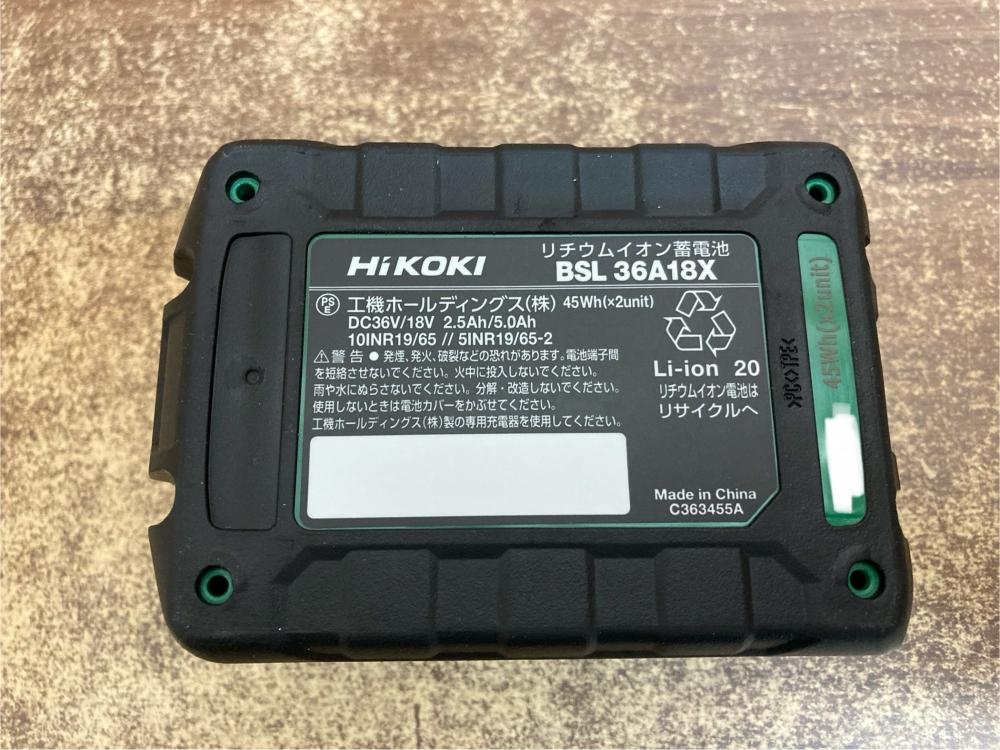 HiKOKI
リチウムイオン蓄電池
BSL 36A18X
PS
E
工機ホールディングス(株) 45Wh(×2unit)
DC36V/18V 2.5Ah/5.0Ah
10INR19/65 // 5INR19/65-2
⚠警告 ● 発煙、発火、破裂などの恐れがあります。電池端子間
を短絡させないでください。火中に投入しないでください。
雨や水にぬらさないでください。分解・改造しないでください。
使用しないときは電池カバーをかぶせてください。
工機ホールディングス(株)製の専用充電器を使用してください。
Li-ion 20
リチウムイオン電池は
リサイクルへ
Made in China
C363455A
>PC+TPE<
45Wh(×2unit)